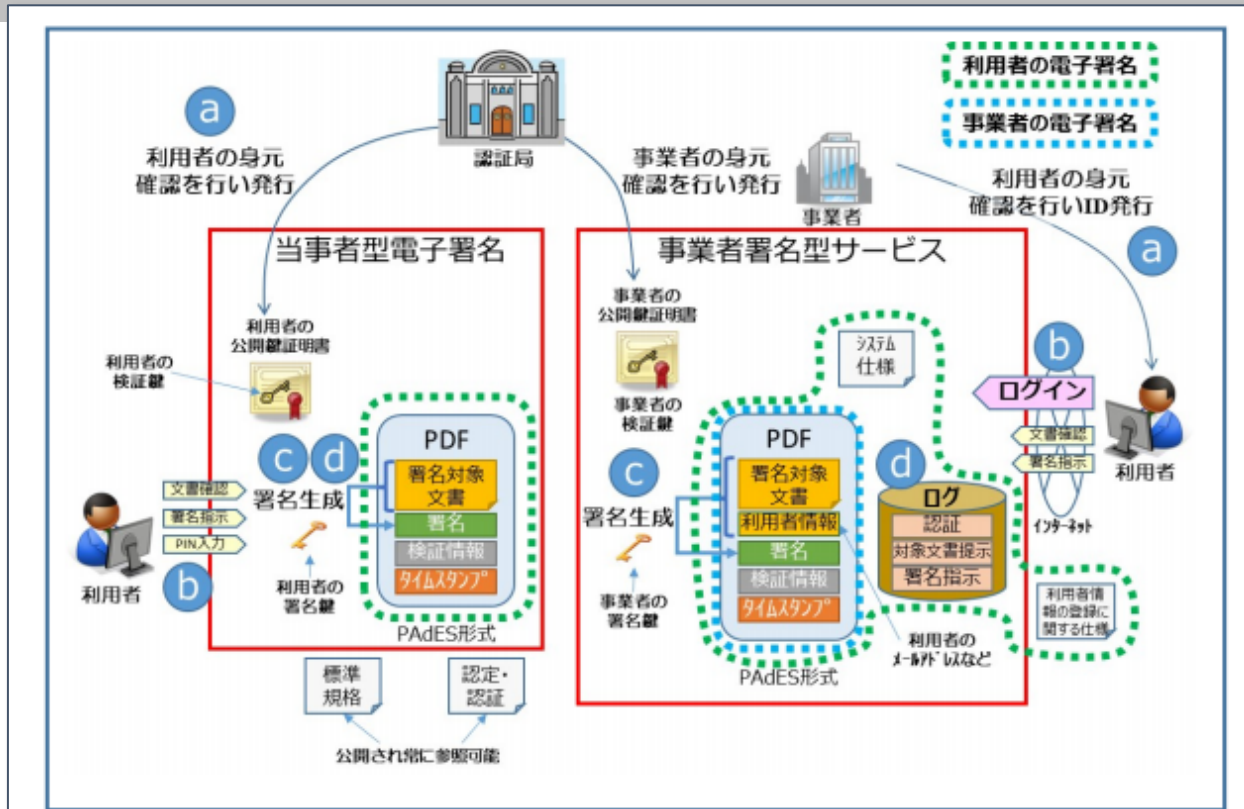 利用者の電子署名
事業者の電子署名
a
利用者の身元
確認を行い発行
認証局
事業者の身元
確認を行い発行
事業者
利用者の身元
確認を行いID発行
a
当事者型電子署名
利用者の
公開鍵証明書
利用者の
検証鍵
c
d
署名生成
文書確認
署名指示
PIN入力
利用者
b
利用者の
署名鍵
PDF
署名対象
文書
署名
検証情報
タイムスタンプ
PAdES形式
標準
規格
認定・
認証
公開され常に参照可能
事業者署名型サービス
事業者の
公開鍵証明書
事業者の
検証鍵
c
署名生成
事業者の
署名鍵
PDF
署名対象
文書
利用者情報
署名
検証情報
タイムスタンプ
PAdES形式
システム
仕様
d
ログ
認証
対象文書提示
署名指示
利用者の
メールアドレスなど
b
ログイン
文書確認
署名指示
利用者
インターネット
利用者情
報の登録に
関する仕様